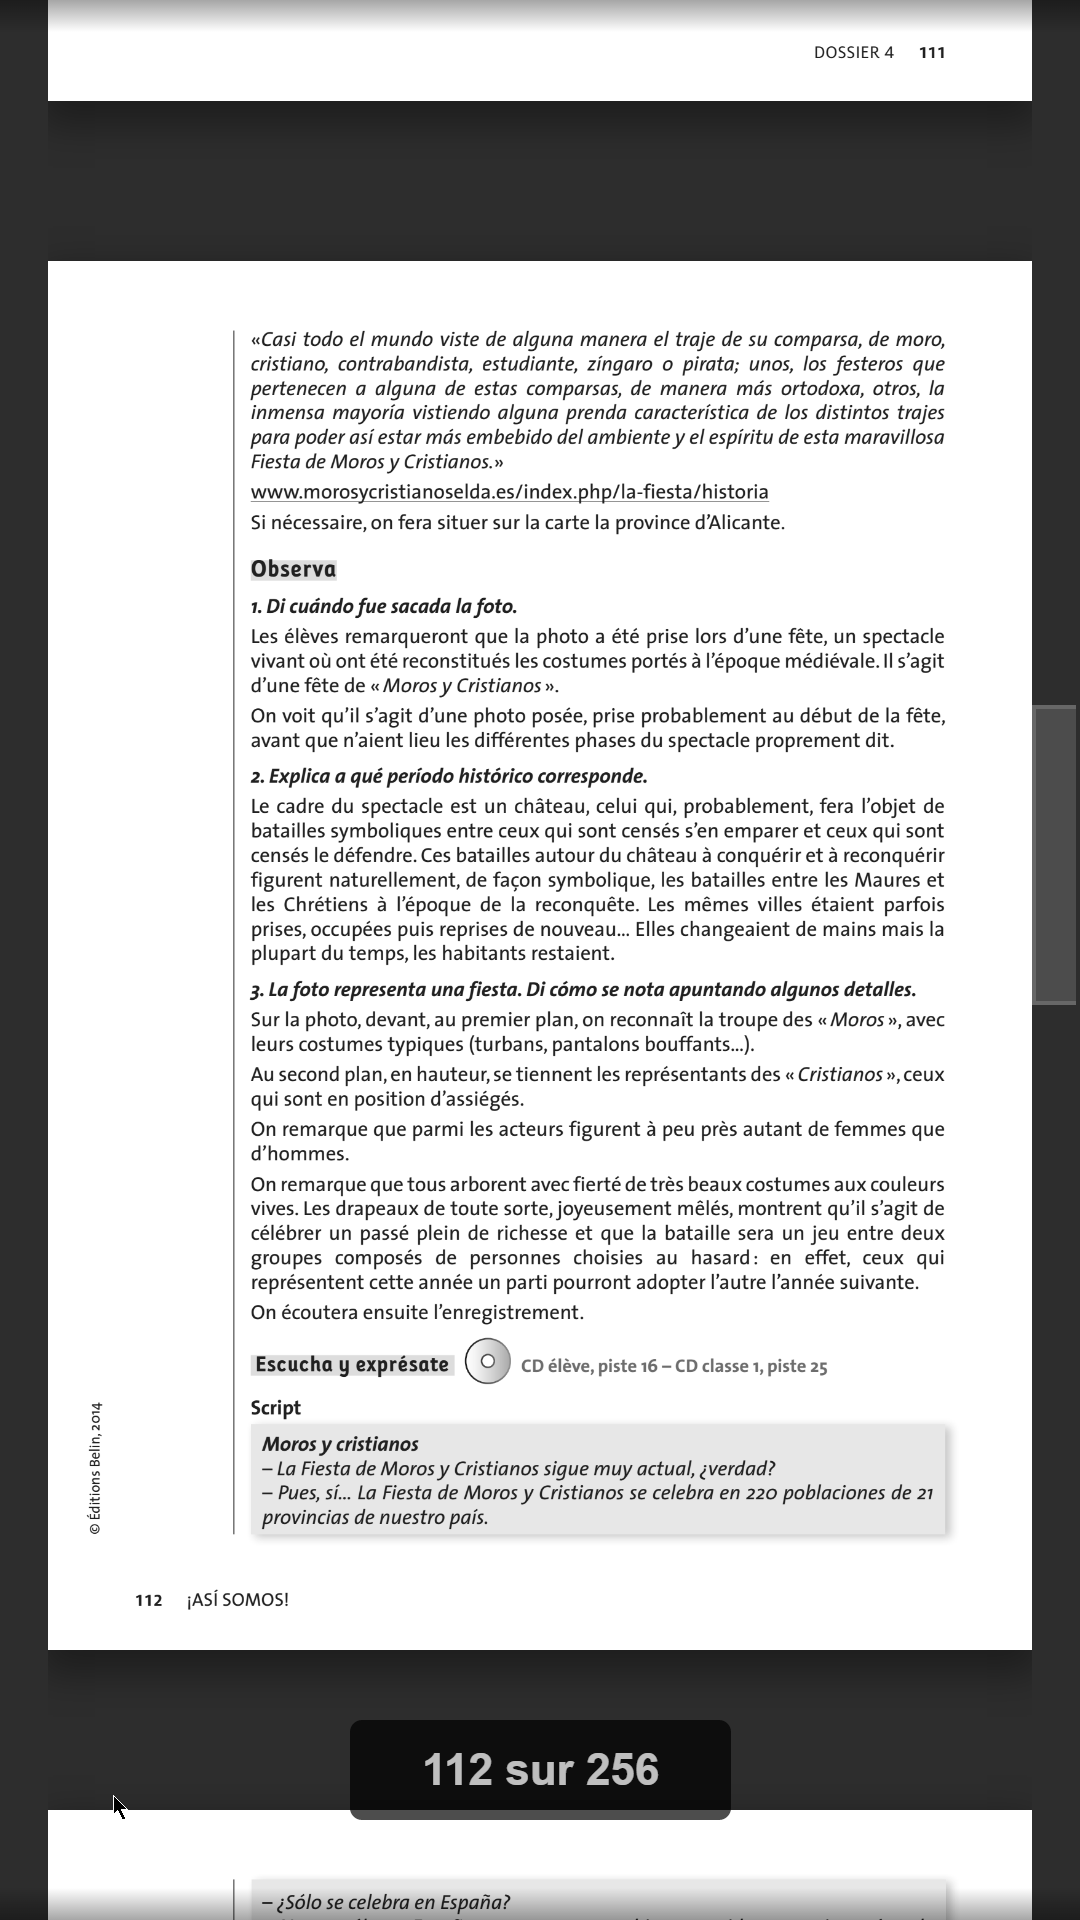 DOSSIER 4 111
«Casi todo el mundo viste de alguna manera el traje de su comparsa, de moro,
cristiano, contrabandista, estudiante, zíngaro o pirata; unos, los festeros que
pertenecen a alguna de estas comparsas, de manera más ortodoxa, otros, la
inmensa mayoría vistiendo alguna prenda característica de los distintos trajes
para poder así estar más embebido del ambiente y el espíritu de esta maravillosa
Fiesta de Moros y Cristianos.»
www.morosycristianoselda.es/index.php/la-fiesta/historia
Si nécessaire, on fera situer sur la carte la province d’Alicante.
Observa
1. Di cuándo fue sacada la foto.
Les élèves remarqueront que la photo a été prise lors d’une fête, un spectacle
vivant où ont été reconstitués les costumes portés à l’époque médiévale. Il s’agit
d’une fête de « Moros y Cristianos ».
On voit qu’il s’agit d’une photo posée, prise probablement au début de la fête,
avant que n’aient lieu les différentes phases du spectacle proprement dit.
2. Explica a qué período histórico corresponde.
Le cadre du spectacle est un château, celui qui, probablement, fera l’objet de
batailles symboliques entre ceux qui sont censés s’en emparer et ceux qui sont
censés le défendre. Ces batailles autour du château à conquérir et à reconquérir
figurent naturellement, de façon symbolique, les batailles entre les Maures et
les Chrétiens à l’époque de la reconquête. Les mêmes villes étaient parfois
prises, occupées puis reprises de nouveau... Elles changeaient de mains mais la
plupart du temps, les habitants restaient.
3. La foto representa una fiesta. Di cómo se nota apuntando algunos detalles.
Sur la photo, devant, au premier plan, on reconnaît la troupe des « Moros », avec
leurs costumes typiques (turbans, pantalons bouffants...).
Au second plan, en hauteur, se tiennent les représentants des « Cristianos », ceux
qui sont en position d’assiégés.
On remarque que parmi les acteurs figurent à peu près autant de femmes que
d’hommes.
On remarque que tous arborent avec fierté de très beaux costumes aux couleurs
vives. Les drapeaux de toute sorte, joyeusement mêlés, montrent qu’il s’agit de
célébrer un passé plein de richesse et que la bataille sera un jeu entre deux
groupes composés de personnes choisies au hasard : en effet, ceux qui
représentent cette année un parti pourront adopter l’autre l’année suivante.
On écoutera ensuite l’enregistrement.
Escucha y exprésate CD élève, piste 16 – CD classe 1, piste 25
Script
Moros y cristianos
– La Fiesta de Moros y Cristianos sigue muy actual, ¿verdad?
– Pues, sí... La Fiesta de Moros y Cristianos se celebra en 220 poblaciones de 21
provincias de nuestro país.
© Éditions Belin, 2014
112 ¡ASÍ SOMOS!
112 sur 256
– ¿Sólo se celebra en España?